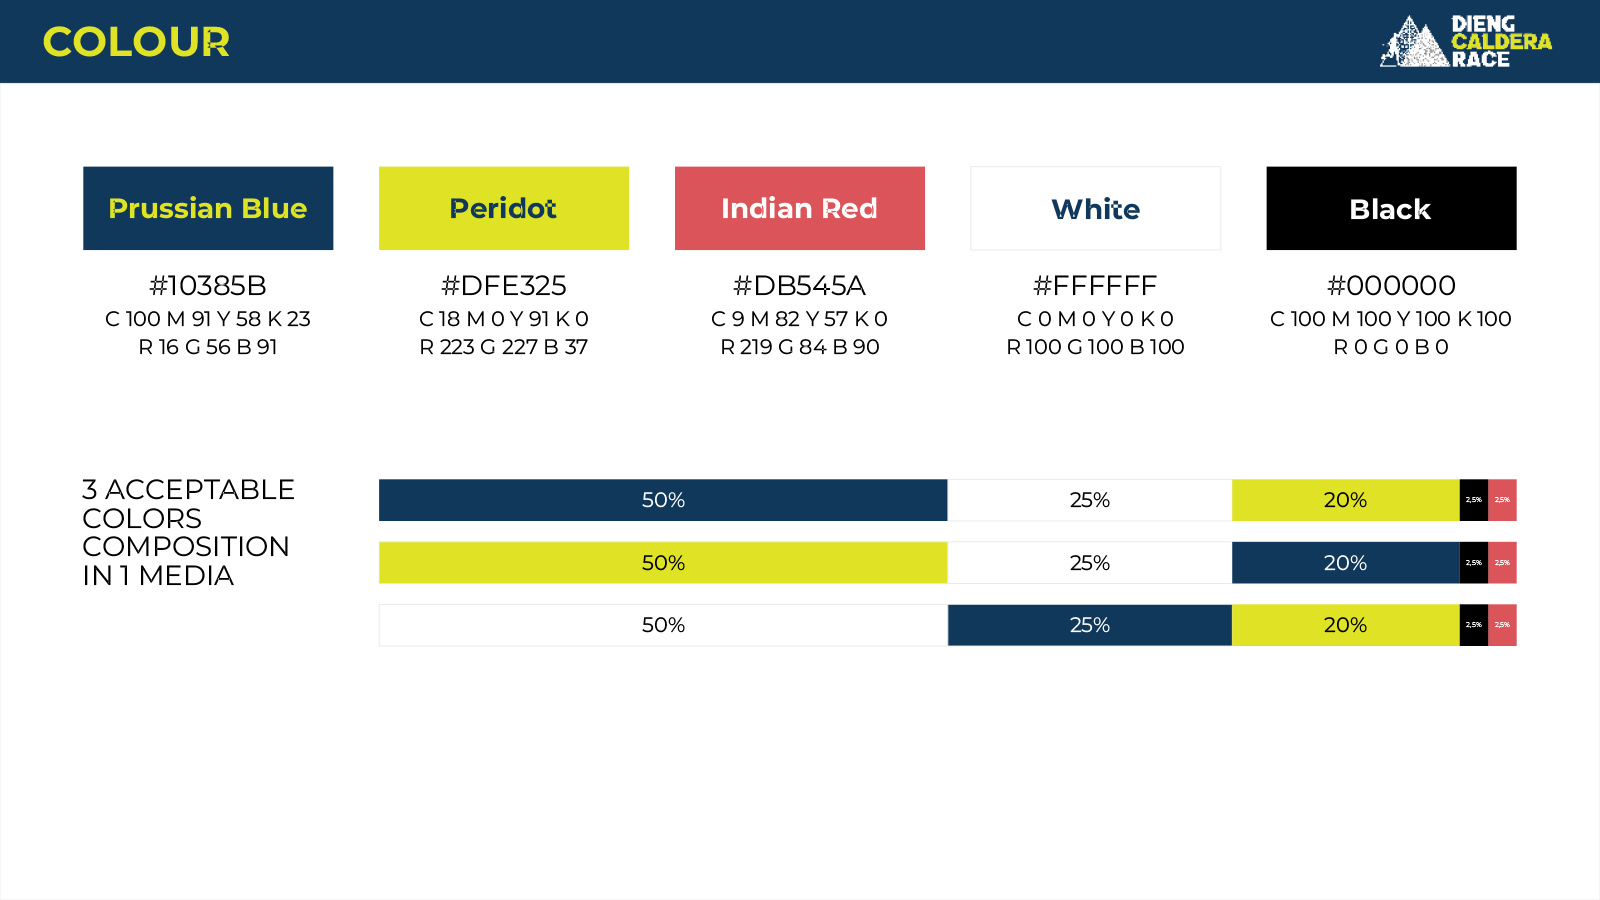 COLOUR
DIENG
CALDERA
RACE
Prussian Blue
Peridot
Indian Red
White
Black
#10385B
#DFE325
#DB545A
#FFFFFF
#000000
C 100 M 91 Y 58 K 23
C 18 M 0 Y 91 K 0
C 9 M 82 Y 57 K 0
C 0 M 0 Y 0 K 0
C 100 M 100 Y 100 K 100
R 16 G 56 B 91
R 223 G 227 B 37
R 219 G 84 B 90
R 100 G 100 B 100
R 0 G 0 B 0
3 ACCEPTABLE
COLORS
COMPOSITION
IN 1 MEDIA
50%
25%
20%
2,5%
2,5%
50%
25%
20%
2,5%
2,5%
50%
25%
20%
2,5%
2,5%